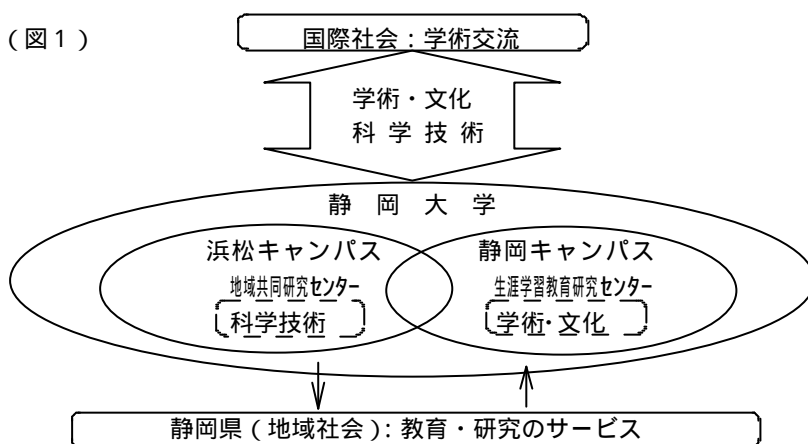 (図1)
国際社会:学術交流
学術・文化
科学技術
静岡大学
浜松キャンパス
地域共同研究センター
科学技術
静岡キャンパス
生涯学習教育研究センター
学術・文化
静岡県(地域社会):教育・研究のサービス